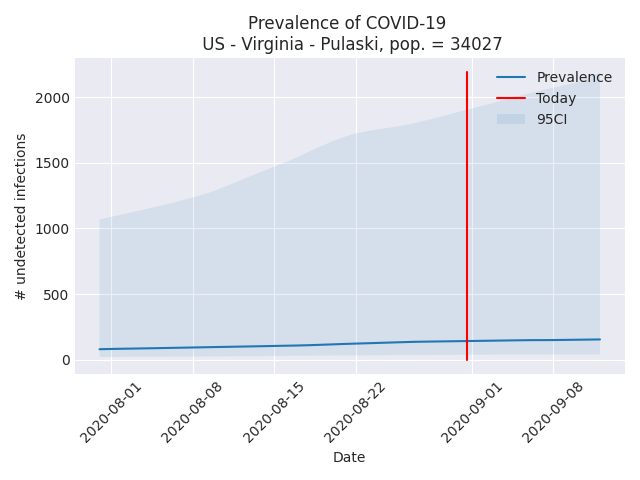 Prevalence of COVID-19
US - Virginia - Pulaski, pop. = 34027
Prevalence
Today
95CI
# undetected infections
2000
1500
1000
500
0
2020-08-01
2020-08-08
2020-08-15
2020-08-22
2020-09-01
2020-09-08
Date